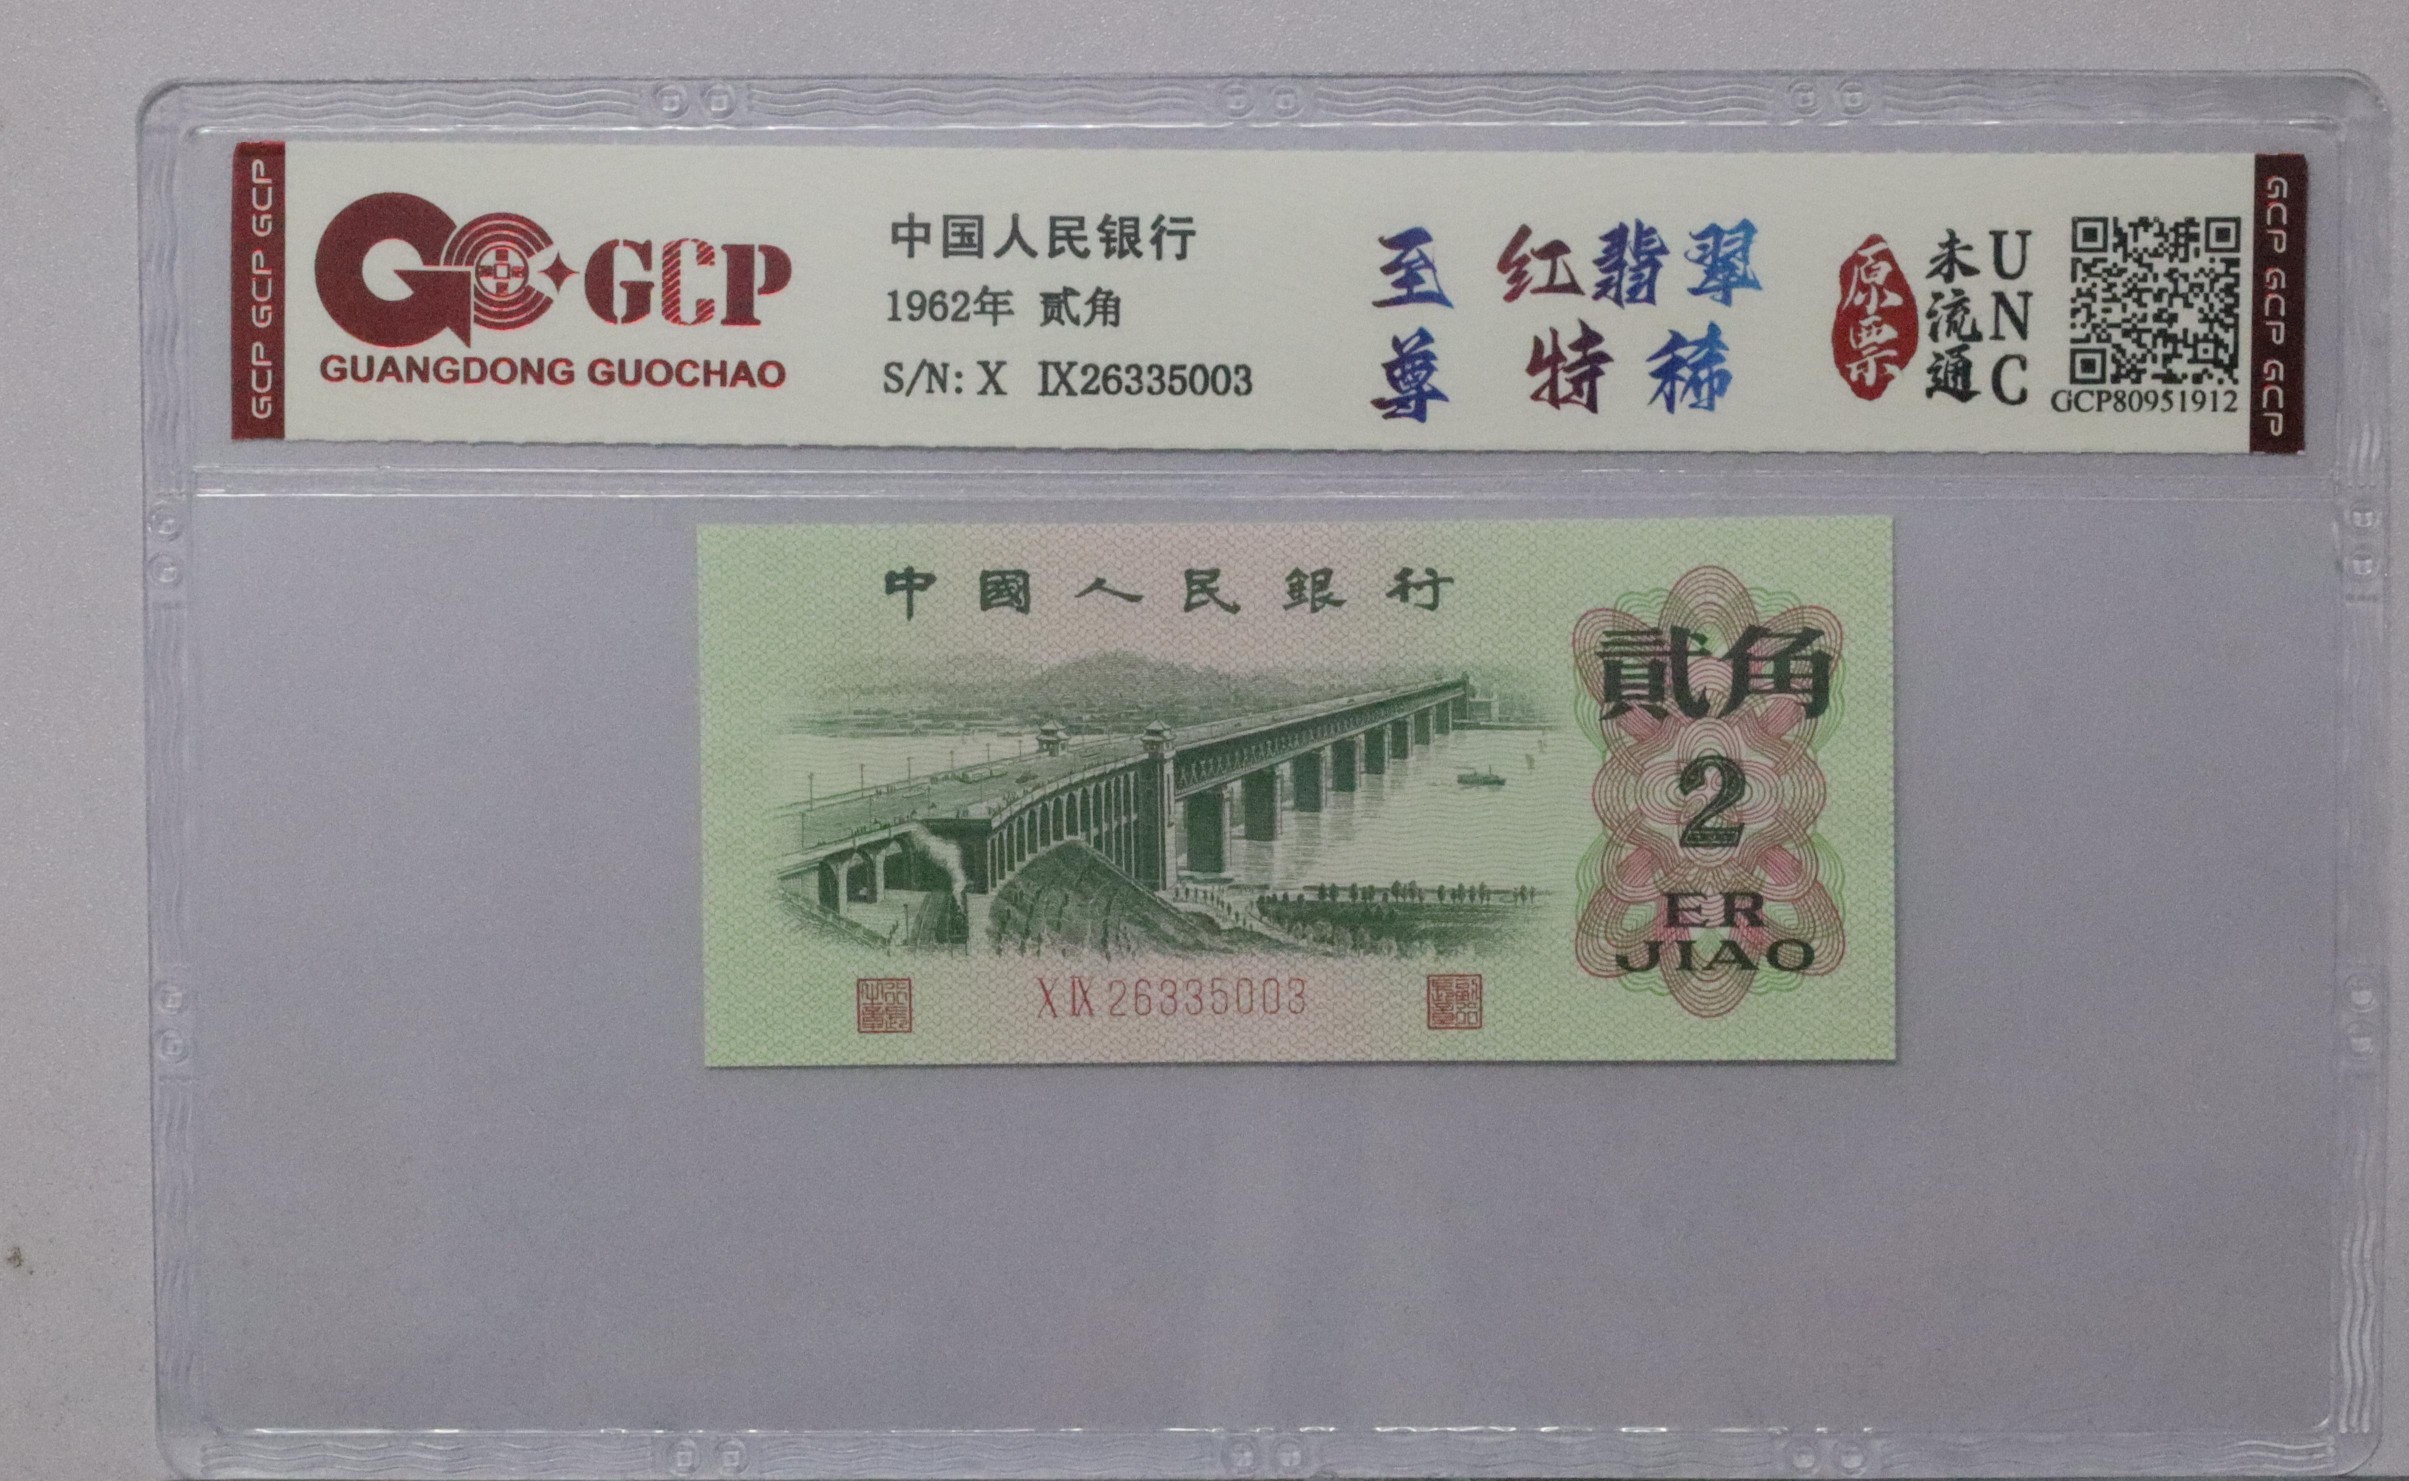 GCP GCP GCP
GCP
GUANGDONG GUOCHAO
中国人民银行
1962年 贰角
S/N: X IX26335003
至尊
红翡翠
特稀
原票
未流通
UNC
GCP80951912
GCP GCP GCP
中國人民銀行
貳角
2
ER
JIAO
X IX 26335003